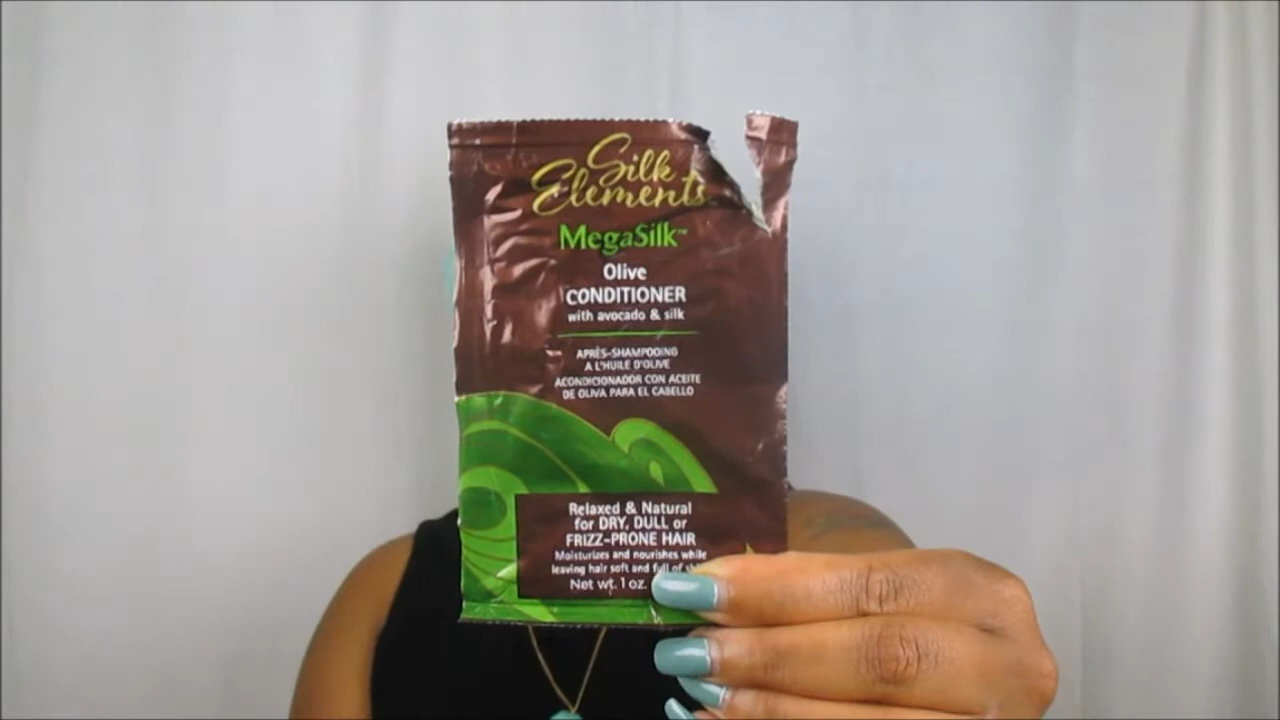 Silk
Elements
MegaSilk™
Olive
CONDITIONER
with avocado & silk
APRÈS-SHAMPOOING
A L'HUILE D'OLIVE
ACONDICIONADOR CON ACEITE
DE OLIVA PARA EL CABELLO
Relaxed & Natural
for DRY, DULL or
FRIZZ-PRONE HAIR
Moisturizes and nourishes while
leaving hair soft and full of
Net wt. 1 oz.